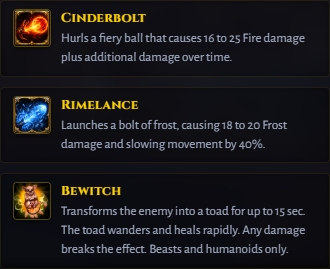 Cinderbolt
Hurls a fiery ball that causes 16 to 25 Fire damage
plus additional damage over time.
Rimelance
Launches a bolt of frost, causing 18 to 20 Frost
damage and slowing movement by 40%.
Bewitch
Transforms the enemy into a toad for up to 15 sec.
The toad wanders and heals rapidly. Any damage
breaks the effect. Beasts and humanoids only.